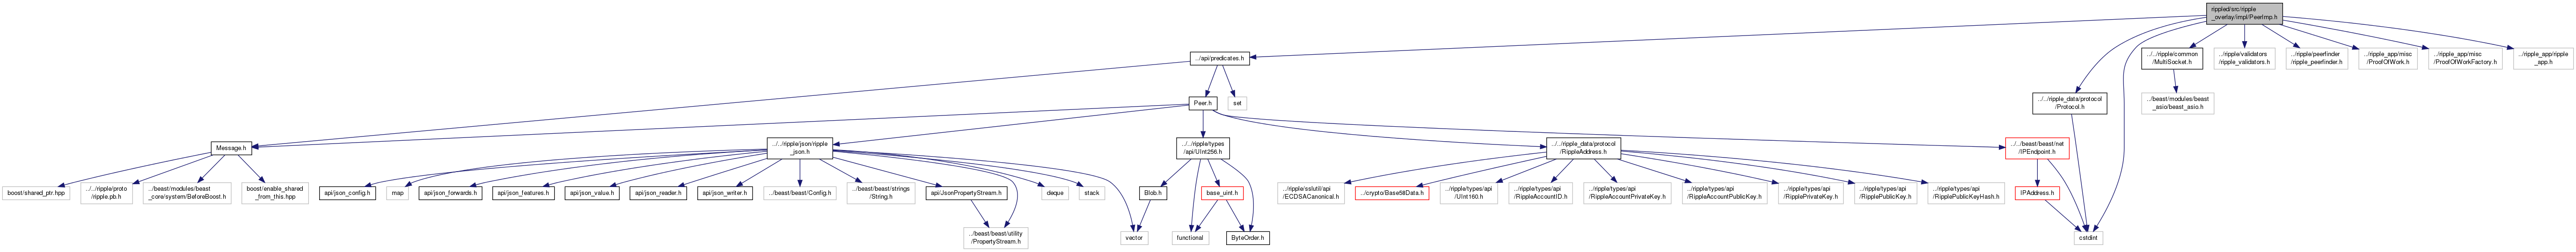 rippled/src/ripple
_overlay/impl/PeerImp.h
../api/predicates.h
../../ripple/common
/MultiSocket.h
../ripple/validators
/ripple_validators.h
../ripple/peerfinder
/ripple_peerfinder.h
../ripple_app/misc
/ProofOfWork.h
../ripple_app/misc
/ProofOfWorkFactory.h
../ripple_app/ripple
_app.h
Peer.h
set
../../ripple_data/protocol
/Protocol.h
../beast/modules/beast
_asio/beast_asio.h
Message.h
../../ripple/json/ripple
_json.h
../../ripple/types
/api/UInt256.h
../../ripple_data/protocol
/RippleAddress.h
../../beast/beast/net
/IPEndpoint.h
boost/shared_ptr.hpp
../../ripple/proto
/ripple.pb.h
../beast/modules/beast
_core/system/BeforeBoost.h
boost/enable_shared
_from_this.hpp
api/json_config.h
map
api/json_forwards.h
api/json_features.h
api/json_value.h
api/json_reader.h
api/json_writer.h
../beast/beast/Config.h
../beast/beast/strings
/String.h
api/JsonPropertyStream.h
deque
stack
Blob.h
base_uint.h
../ripple/sslutil/api
/ECDSACanonical.h
../crypto/Base58Data.h
../ripple/types/api
/UInt160.h
../ripple/types/api
/RippleAccountID.h
../ripple/types/api
/RippleAccountPrivateKey.h
../ripple/types/api
/RippleAccountPublicKey.h
../ripple/types/api
/RipplePrivateKey.h
../ripple/types/api
/RipplePublicKey.h
../ripple/types/api
/RipplePublicKeyHash.h
IPAddress.h
../beast/beast/utility
/PropertyStream.h
vector
functional
ByteOrder.h
cstdint